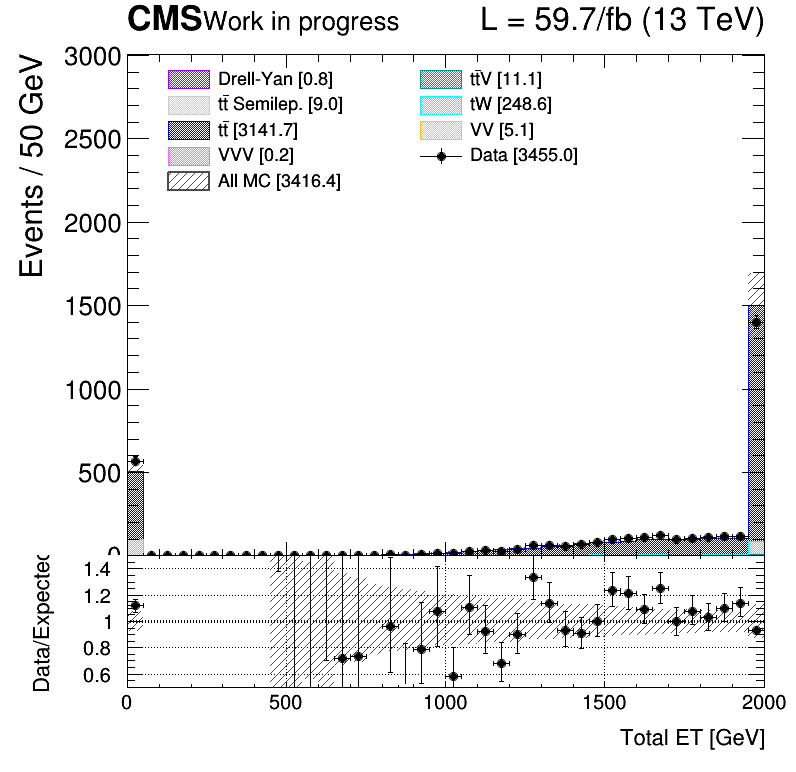 CMS Work in progress L = 59.7/fb (13 TeV)
Events / 50 GeV
3000
2500
2000
1500
1000
500
0
Drell-Yan [0.8]
tt̄ Semilep. [9.0]
tt̄ [3141.7]
VVV [0.2]
All MC [3416.4]
tt̄V [11.1]
tW [248.6]
VV [5.1]
Data [3455.0]
Data/Expected
1.4
1.2
1
0.8
0.6
0 500 1000 1500 2000
Total ET [GeV]